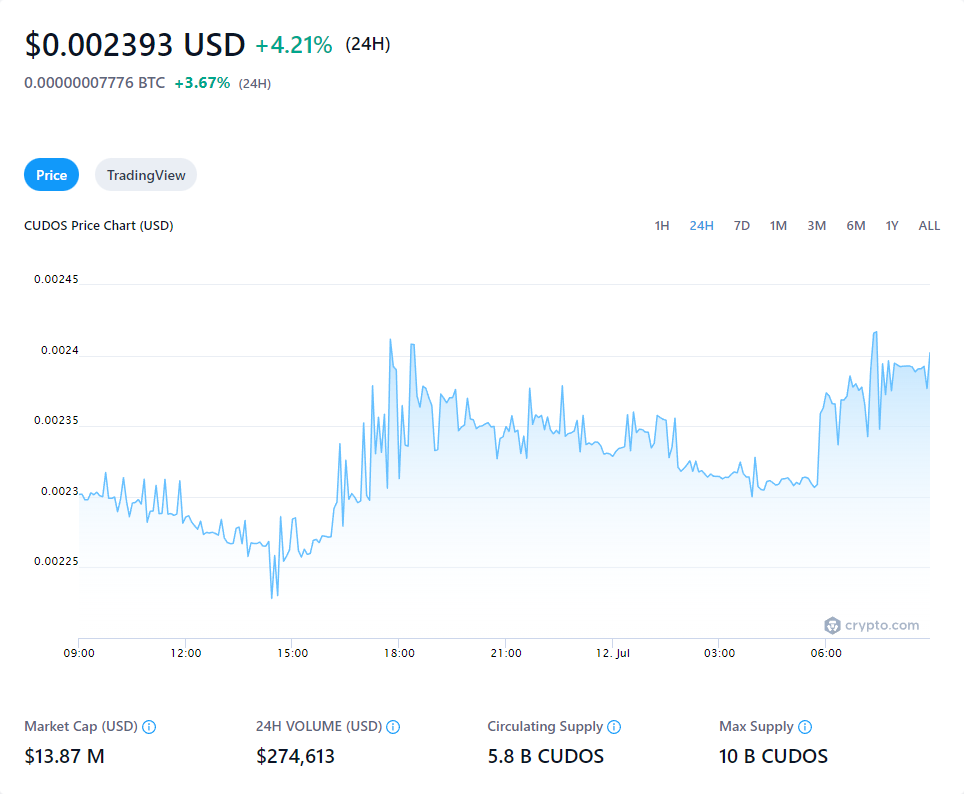 $0.002393 USD +4.21% (24H)
0.00000007776 BTC +3.67% (24H)
Price TradingView
CUDOS Price Chart (USD) 1H 24H 7D 1M 3M 6M 1Y ALL
0.00245
0.0024
0.00235
0.0023
0.00225
crypto.com
09:00 12:00 15:00 18:00 21:00 12. Jul 03:00 06:00
Market Cap (USD) 24H VOLUME (USD) Circulating Supply Max Supply
$13.87 M $274,613 5.8 B CUDOS 10 B CUDOS